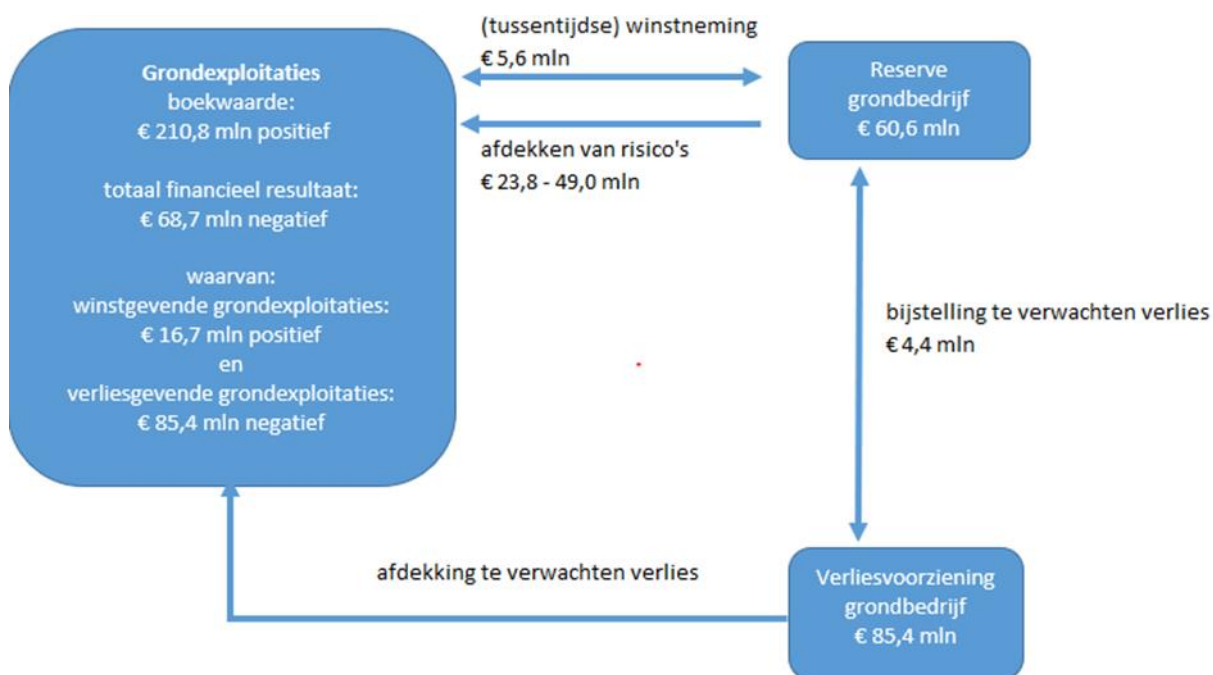 Grondexploitaties
boekwaarde:
€ 210,8 mln positief
totaal financieel resultaat:
€ 68,7 mln negatief
waarvan:
winstgevende grondexploitaties:
€ 16,7 mln positief
en
verliesgevende grondexploitaties:
€ 85,4 mln negatief
(tussentijdse) winstneming
€ 5,6 mln
afdekken van risico's
€ 23,8 - 49,0 mln
Reserve
grondbedrijf
€ 60,6 mln
bijstelling te verwachten verlies
€ 4,4 mln
afdekking te verwachten verlies
Verliesvoorziening
grondbedrijf
€ 85,4 mln